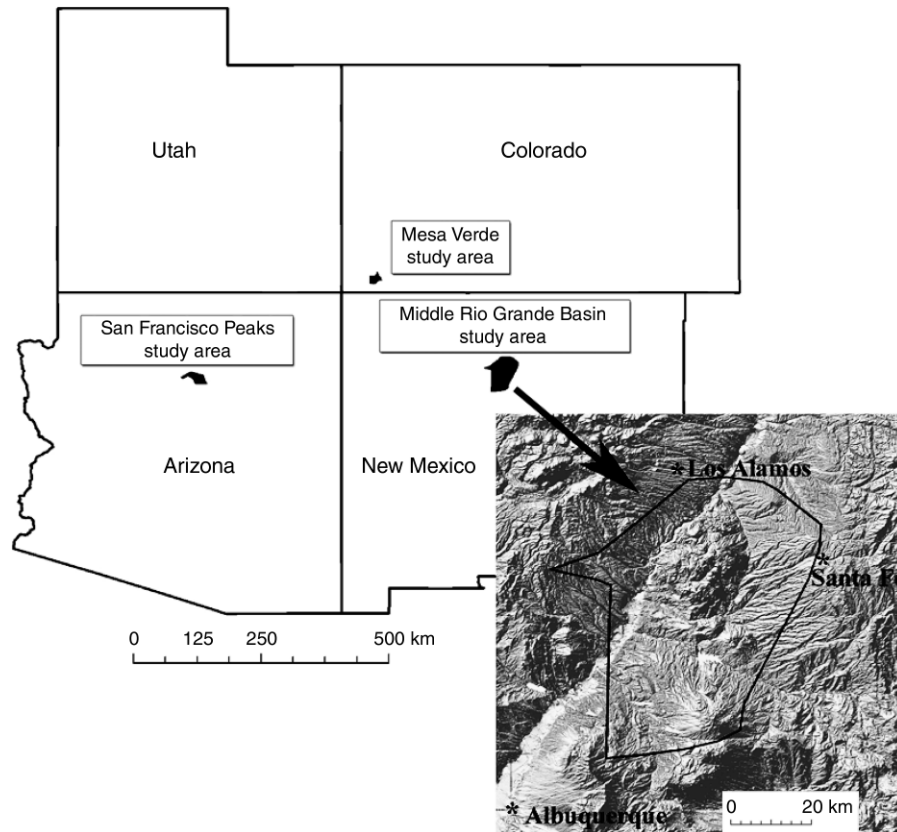 Utah
Colorado
Mesa Verde
study area
San Francisco Peaks
study area
Middle Rio Grande Basin
study area
Arizona
New Mexico
*Los Alamos
*
Santa Fe
0 125 250 500 km
* Albuquerque
0 20 km